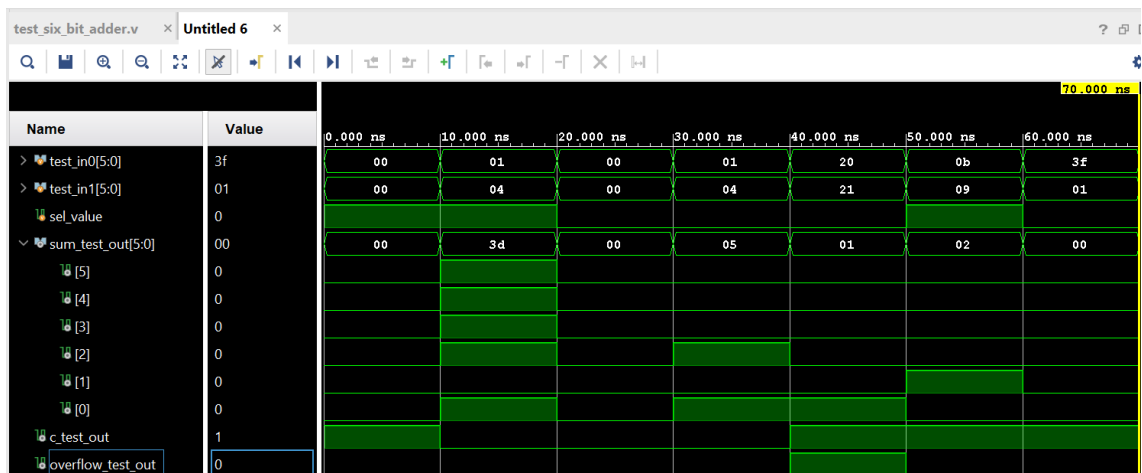 test_six_bit_adder.v × Untitled 6 × ?
70.000 ns
Name Value 0.000 ns 10.000 ns 20.000 ns 30.000 ns 40.000 ns 50.000 ns 60.000 ns
test_in0[5:0] 3f 00 01 00 01 20 0b 3f
test_in1[5:0] 01 00 04 00 04 21 09 01
sel_value 0
sum_test_out[5:0] 00 00 3d 00 05 01 02 00
[5] 0
[4] 0
[3] 0
[2] 0
[1] 0
[0] 0
c_test_out 1
overflow_test_out 0